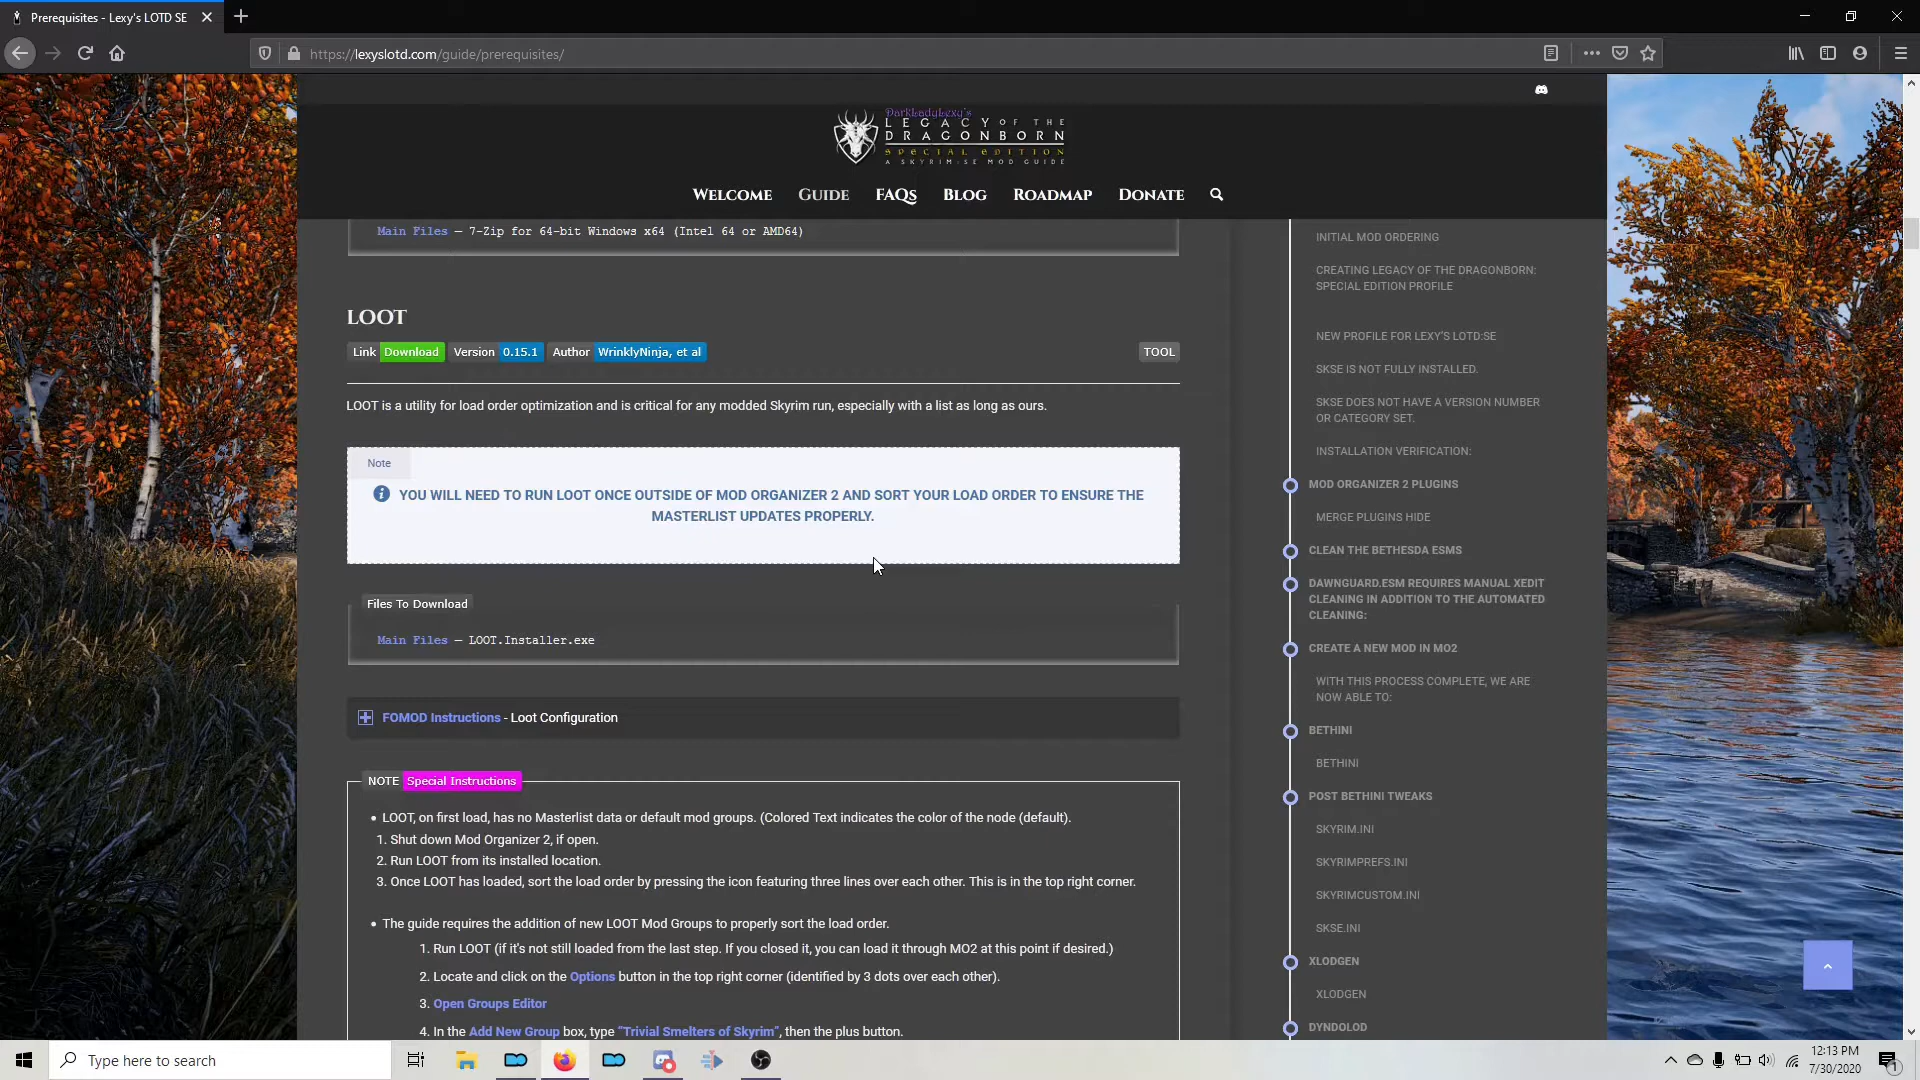 Prerequisites - Lexy's LOTD SE
https://lexyslotd.com/guide/prerequisites/
DarkLadyLexy's
LEGACY OF THE
DRAGONBORN
SPECIAL EDITION
A SKYRIM:SE MOD GUIDE
WELCOME GUIDE FAQS BLOG ROADMAP DONATE
Main Files – 7-Zip for 64-bit Windows x64 (Intel 64 or AMD64)
LOOT
Link Download Version 0.15.1 Author WrinklyNinja, et al TOOL
LOOT is a utility for load order optimization and is critical for any modded Skyrim run, especially with a list as long as ours.
Note
YOU WILL NEED TO RUN LOOT ONCE OUTSIDE OF MOD ORGANIZER 2 AND SORT YOUR LOAD ORDER TO ENSURE THE
MASTERLIST UPDATES PROPERLY.
Files To Download
Main Files – LOOT.Installer.exe
FOMOD Instructions - Loot Configuration
NOTE Special Instructions
• LOOT, on first load, has no Masterlist data or default mod groups. (Colored Text indicates the color of the node (default).
1. Shut down Mod Organizer 2, if open.
2. Run LOOT from its installed location.
3. Once LOOT has loaded, sort the load order by pressing the icon featuring three lines over each other. This is in the top right corner.
• The guide requires the addition of new LOOT Mod Groups to properly sort the load order.
1. Run LOOT (if it's not still loaded from the last step. If you closed it, you can load it through MO2 at this point if desired.)
2. Locate and click on the Options button in the top right corner (identified by 3 dots over each other).
3. Open Groups Editor
4. In the Add New Group box, type "Trivial Smelters of Skyrim", then the plus button.
INITIAL MOD ORDERING
CREATING LEGACY OF THE DRAGONBORN:
SPECIAL EDITION PROFILE
NEW PROFILE FOR LEXY'S LOTD:SE
SKSE IS NOT FULLY INSTALLED.
SKSE DOES NOT HAVE A VERSION NUMBER
OR CATEGORY SET.
INSTALLATION VERIFICATION:
MOD ORGANIZER 2 PLUGINS
MERGE PLUGINS HIDE
CLEAN THE BETHESDA ESMS
DAWNGUARD.ESM REQUIRES MANUAL XEDIT
CLEANING IN ADDITION TO THE AUTOMATED
CLEANING:
CREATE A NEW MOD IN MO2
WITH THIS PROCESS COMPLETE, WE ARE
NOW ABLE TO:
BETHINI
BETHINI
POST BETHINI TWEAKS
SKYRIM.INI
SKYRIMPREFS.INI
SKYRIMCUSTOM.INI
SKSE.INI
XLODGEN
XLODGEN
DYNDOLOD
Type here to search
12:13 PM
7/30/2020
1